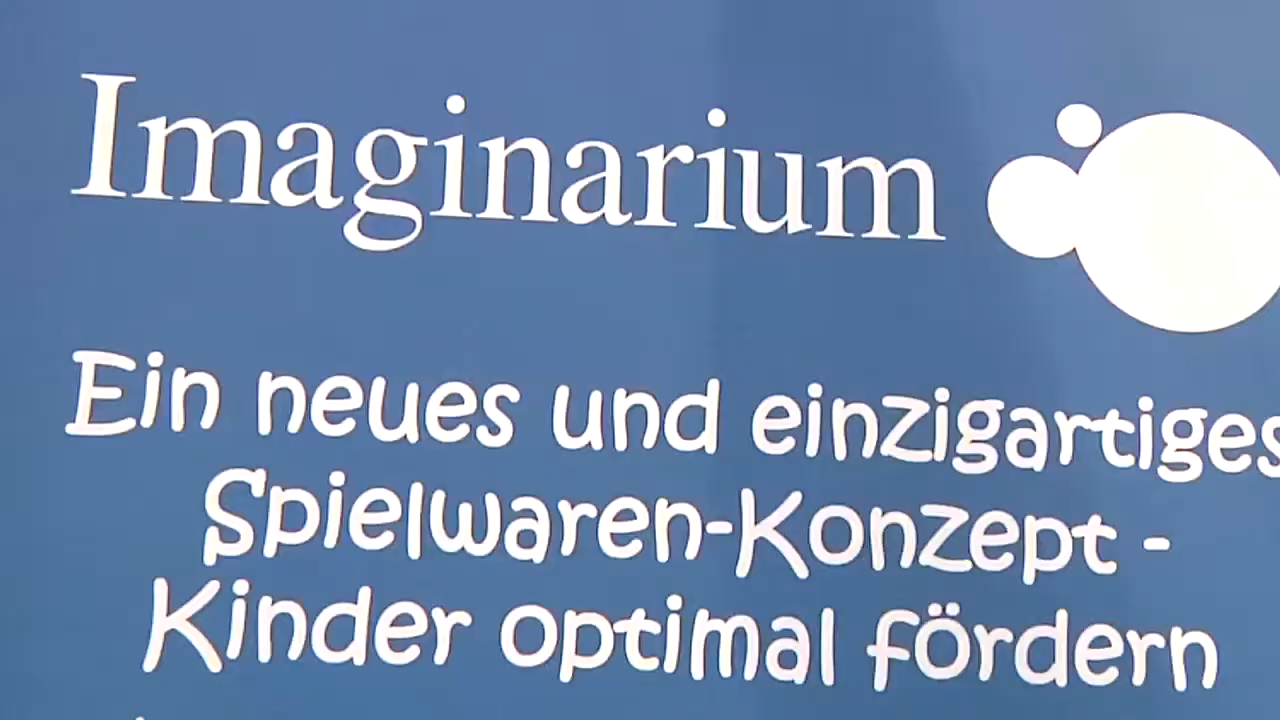 Imaginarium
Ein neues und einzigartiges
Spielwaren-Konzept -
Kinder optimal fördern